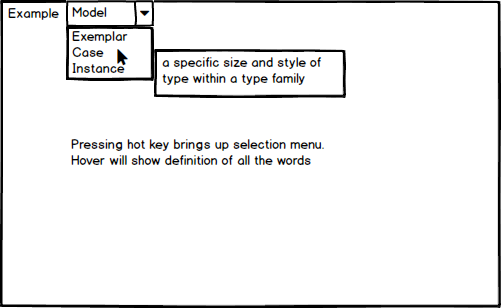 Example Model
Exemplar
Case
Instance
a specific size and style of
type within a type family
Pressing hot key brings up selection menu.
Hover will show definition of all the words